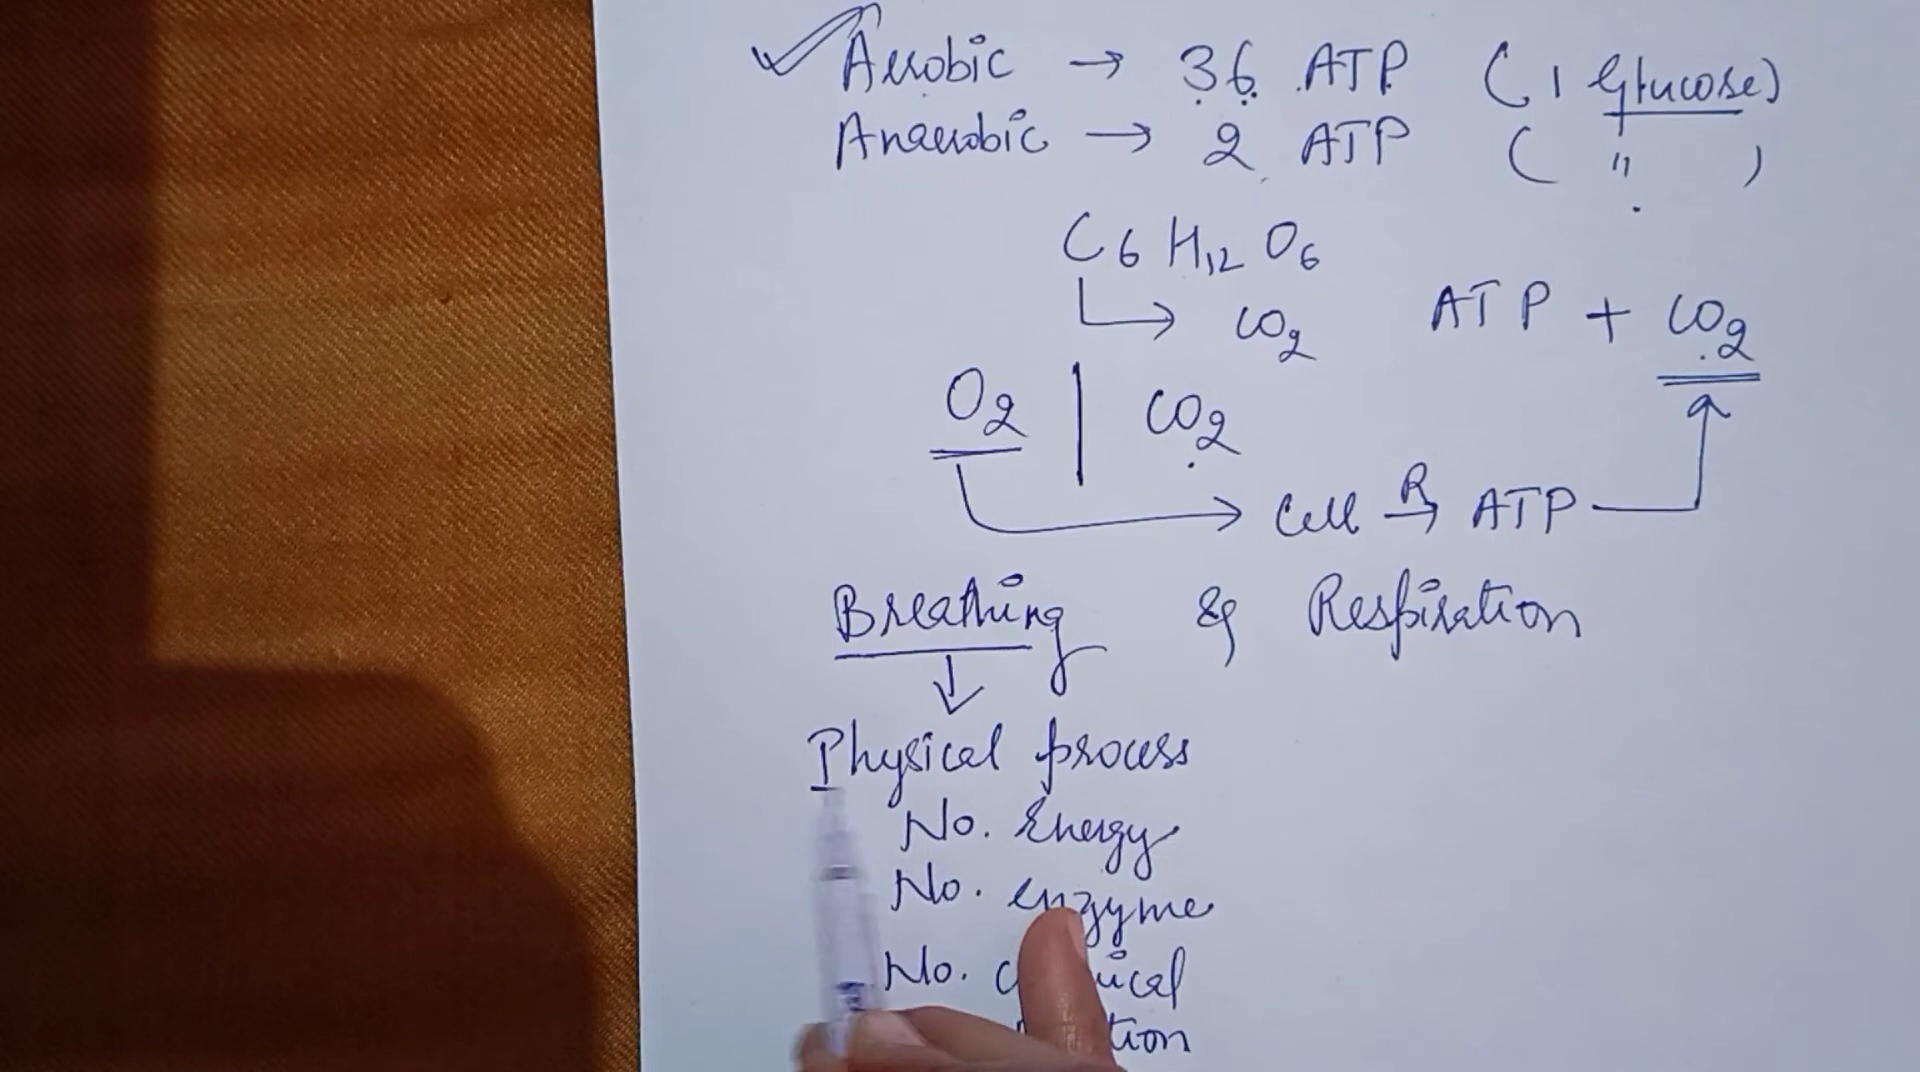 Aerobic → 36 ATP ( 1 Glucose)
Anaerobic → 2 ATP ( " )
C6 H12 O6
CO2 ATP + CO2
O2 | CO2
Cell R→ ATP
Breathing & Respiration
Physical process
No. Energy
No. enzyme
No.